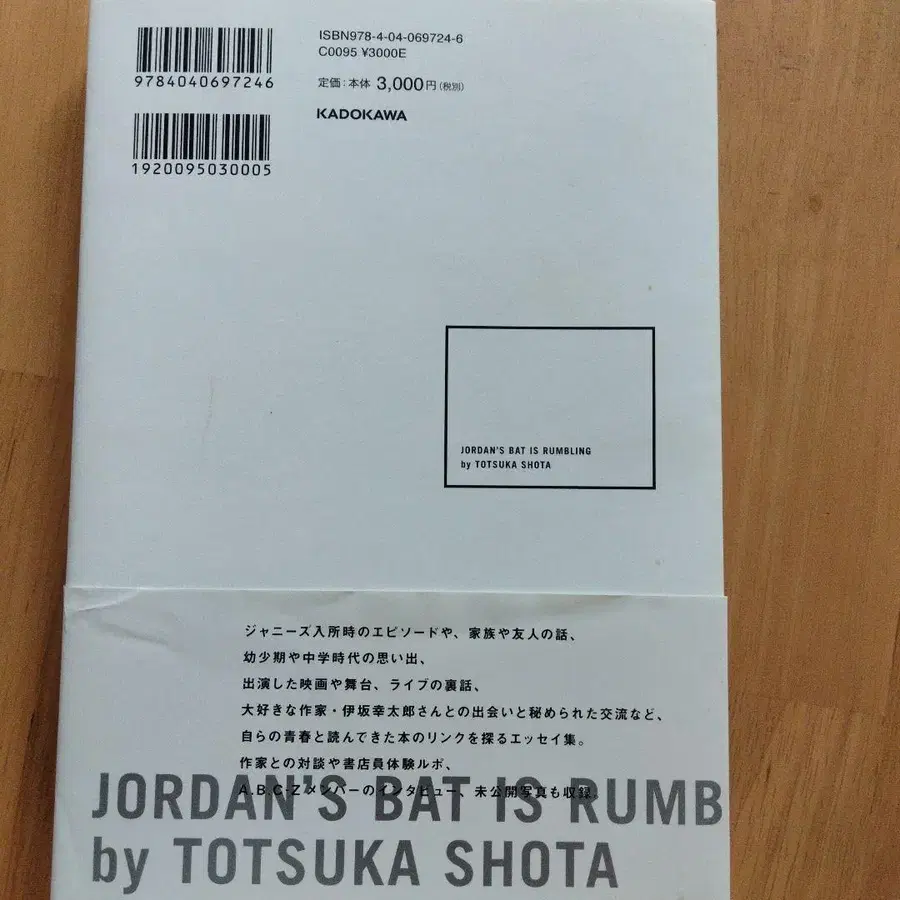 ISBN978-4-04-069724-6
C0095 ¥3000E
9784040697246
定価:本体 3,000円(税別)
KADOKAWA
1920095030005
JORDAN'S BAT IS RUMBLING
by TOTSUKA SHOTA
ジャニーズ入所時のエピソードや、家族や友人の話、
幼少期や中学時代の思い出、
出演した映画や舞台、ライブの裏話、
大好きな作家・伊坂幸太郎さんとの出会いと秘められた交流など、
自らの青春と読んできた本のリンクを探るエッセイ集。
作家との対談や書店員体験ルポ、
A.B.C-Zメンバーのインタビュー、未公開写真も収録。
JORDAN'S BAT IS RUMB
by TOTSUKA SHOTA